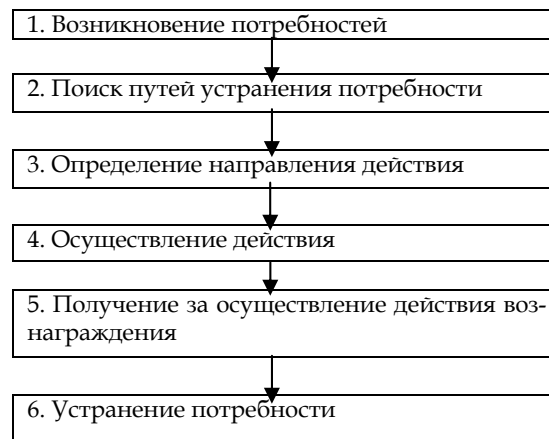 1. Возникновение потребностей
2. Поиск путей устранения потребности
3. Определение направления действия
4. Осуществление действия
5. Получение за осуществление действия воз-
награждения
6. Устранение потребности